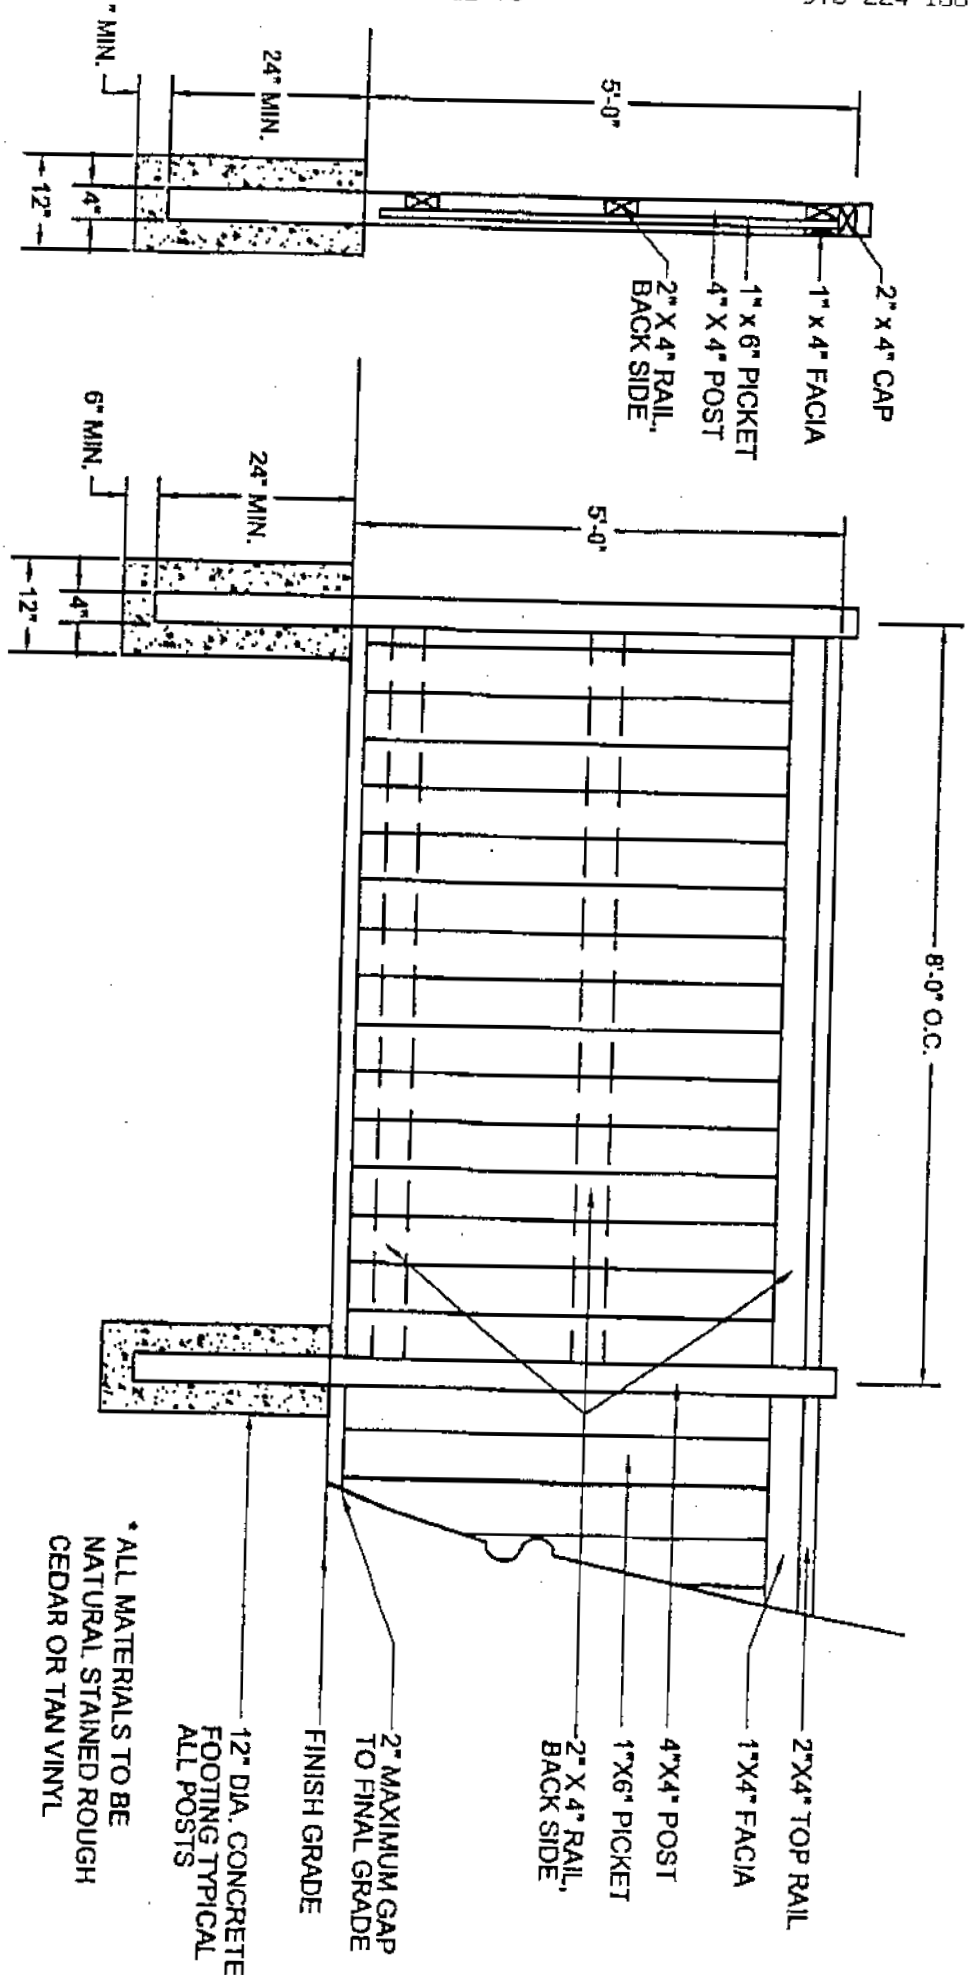 5'-0"
24" MIN.
" MIN.
4"
12"
2" x 4" CAP
1" x 4" FACIA
1" x 6" PICKET
4" X 4" POST
2" X 4" RAIL,
BACK SIDE
8'-0" O.C.
5'-0"
24" MIN.
6" MIN.
4"
12"
2"X4" TOP RAIL
1"X4" FACIA
4"X4" POST
1"X6" PICKET
2" X 4" RAIL,
BACK SIDE
2" MAXIMUM GAP
TO FINAL GRADE
FINISH GRADE
12" DIA. CONCRETE
FOOTING TYPICAL
ALL POSTS
* ALL MATERIALS TO BE
NATURAL STAINED ROUGH
CEDAR OR TAN VINYL